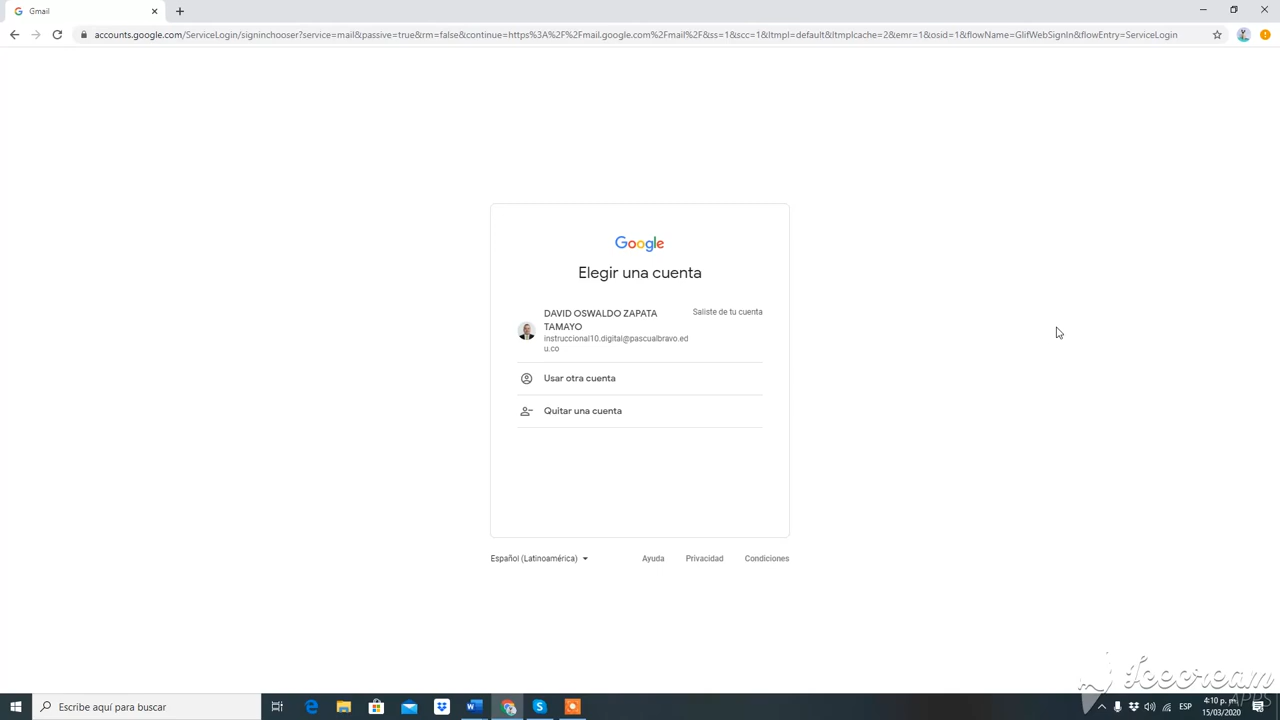 Gmail
accounts.google.com/ServiceLogin/signinchooser?service=mail&passive=true&rm=false&continue=https%3A%2F%2Fmail.google.com%2Fmail%2F&ss=1&scc=1&ltmpl=default&ltmplcache=2&emr=1&osid=1&flowName=GlifWebSignIn&flowEntry=ServiceLogin
Google
Elegir una cuenta
DAVID OSWALDO ZAPATA
TAMAYO
Saliste de tu cuenta
instruccional10.digital@pascualbravo.ed
u.co
Usar otra cuenta
Quitar una cuenta
Español (Latinoamérica)
Ayuda
Privacidad
Condiciones
Icecream
APPS
Escribe aquí para buscar
ESP
4:10 p. m.
15/03/2020